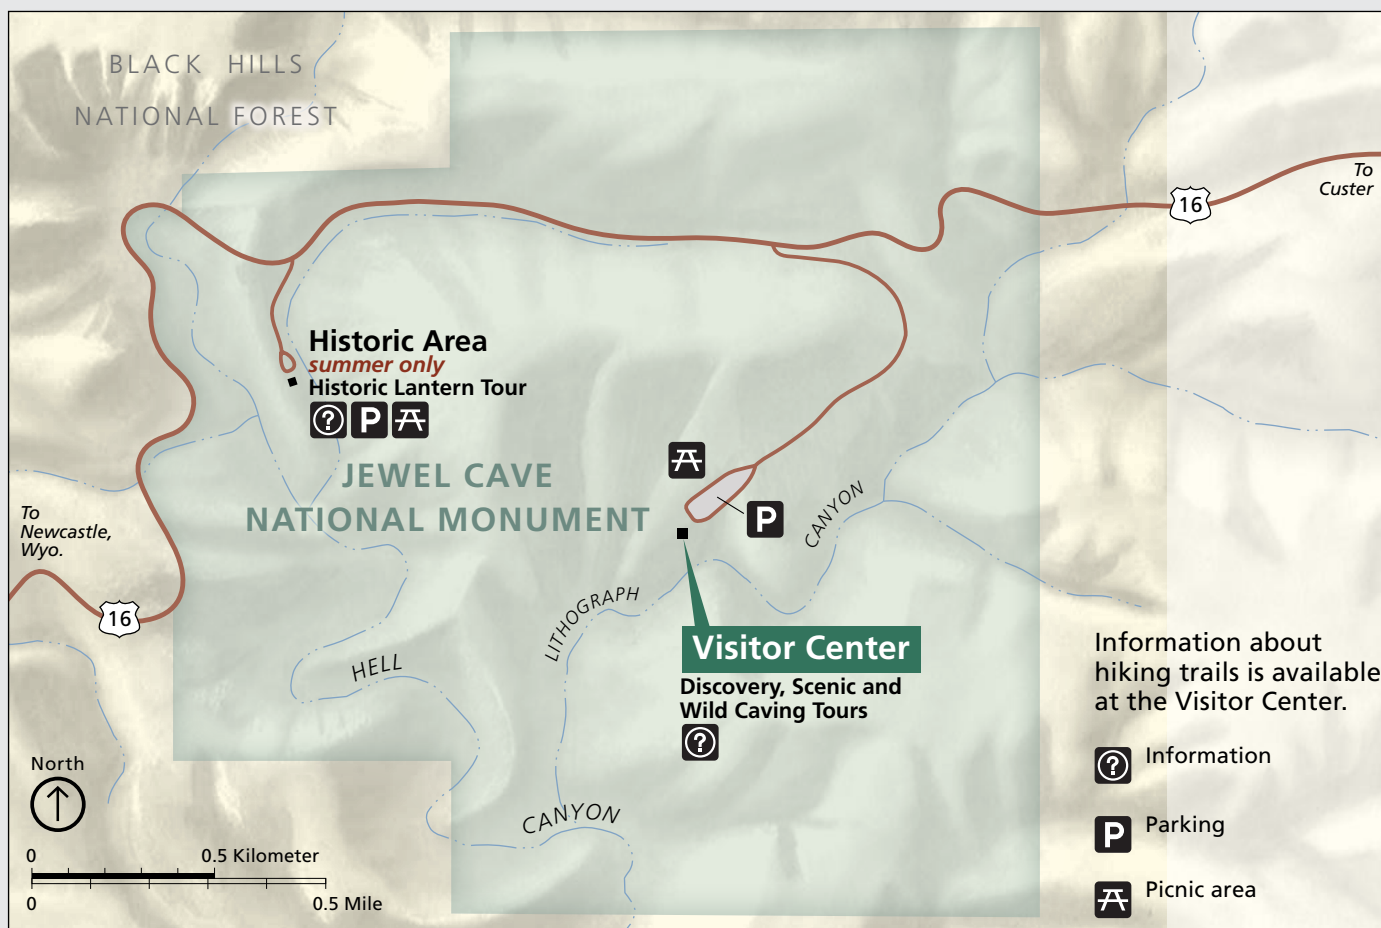 BLACK HILLS
NATIONAL FOREST
To
Custer
16
Historic Area
summer only
Historic Lantern Tour
?
P
JEWEL CAVE
NATIONAL MONUMENT
To
Newcastle,
Wyo.
16
P
CANYON
LITHOGRAPH
HELL
CANYON
Visitor Center
Discovery, Scenic and
Wild Caving Tours
?
Information about
hiking trails is available
at the Visitor Center.
? Information
P Parking
Picnic area
North
0 0.5 Kilometer
0 0.5 Mile